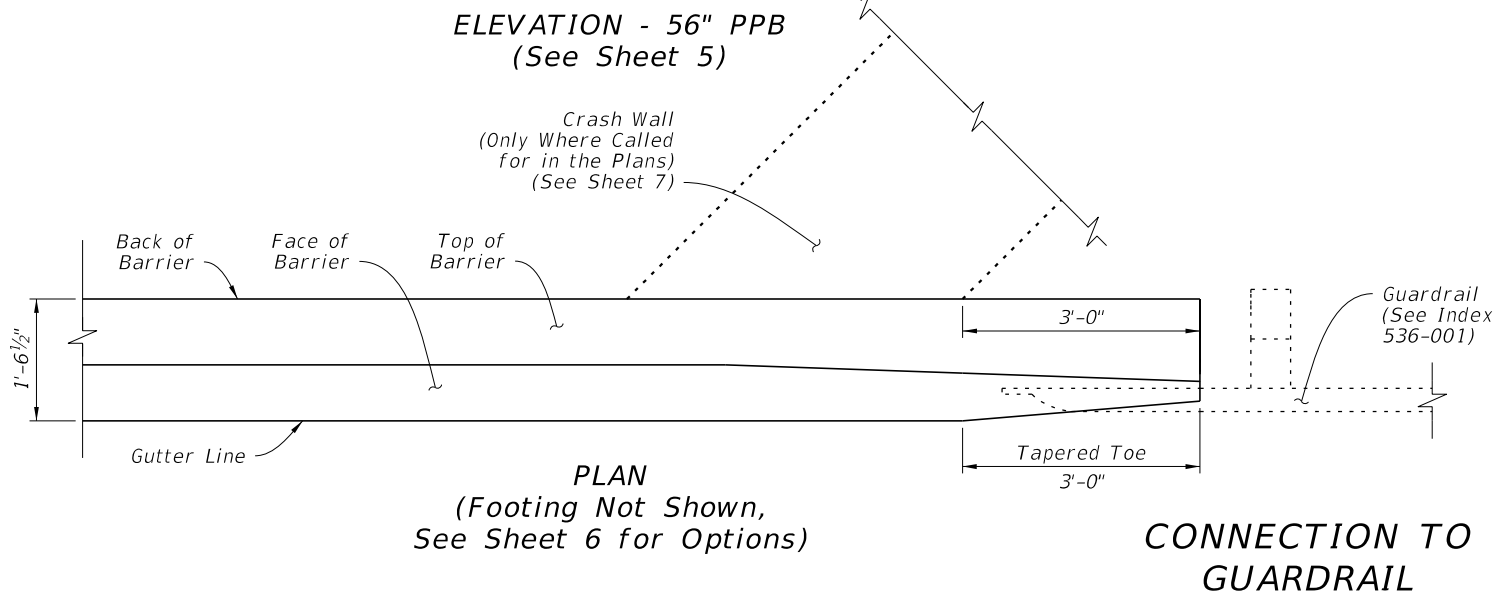 ELEVATION - 56" PPB
(See Sheet 5)
Crash Wall
(Only Where Called
for in the Plans)
(See Sheet 7)
Back of
Barrier
Face of
Barrier
Top of
Barrier
Guardrail
(See Index
536-001)
3'-0"
1'-6½"
Gutter Line
Tapered Toe
3'-0"
PLAN
(Footing Not Shown,
See Sheet 6 for Options)
CONNECTION TO
GUARDRAIL